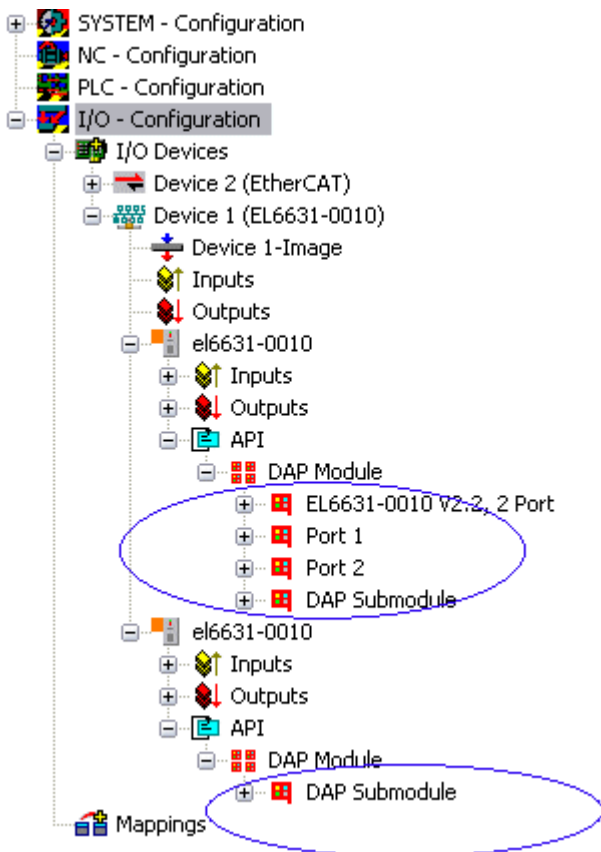 SYSTEM - Configuration
NC - Configuration
PLC - Configuration
I/O - Configuration
I/O Devices
Device 2 (EtherCAT)
Device 1 (EL6631-0010)
Device 1-Image
Inputs
Outputs
el6631-0010
Inputs
Outputs
API
DAP Module
EL6631-0010 V2.2, 2 Port
Port 1
Port 2
DAP Submodule
el6631-0010
Inputs
Outputs
API
DAP Module
DAP Submodule
Mappings